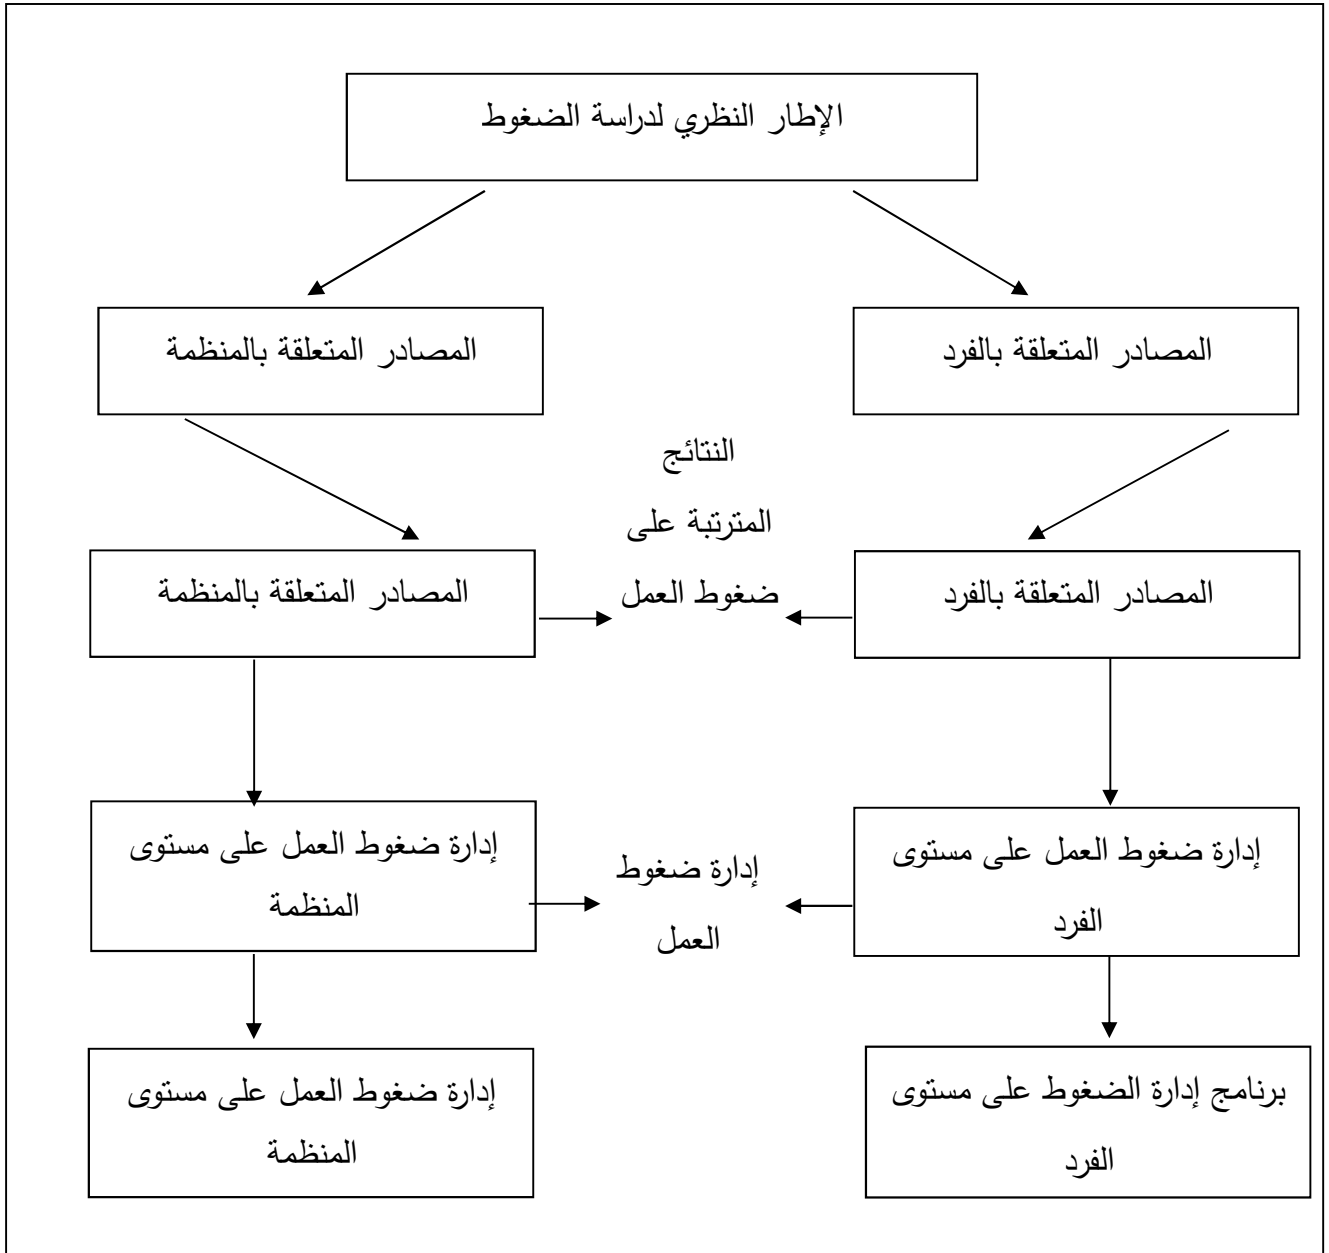 الإطار النظري لدراسة الضغوط
المصادر المتعلقة بالفرد
المصادر المتعلقة بالمنظمة
النتائج
المترتبة على
ضغوط العمل
المصادر المتعلقة بالفرد
المصادر المتعلقة بالمنظمة
إدارة ضغوط العمل على مستوى
الفرد
إدارة ضغوط
العمل
إدارة ضغوط العمل على مستوى
المنظمة
برنامج إدارة الضغوط على مستوى
الفرد
إدارة ضغوط العمل على مستوى
المنظمة